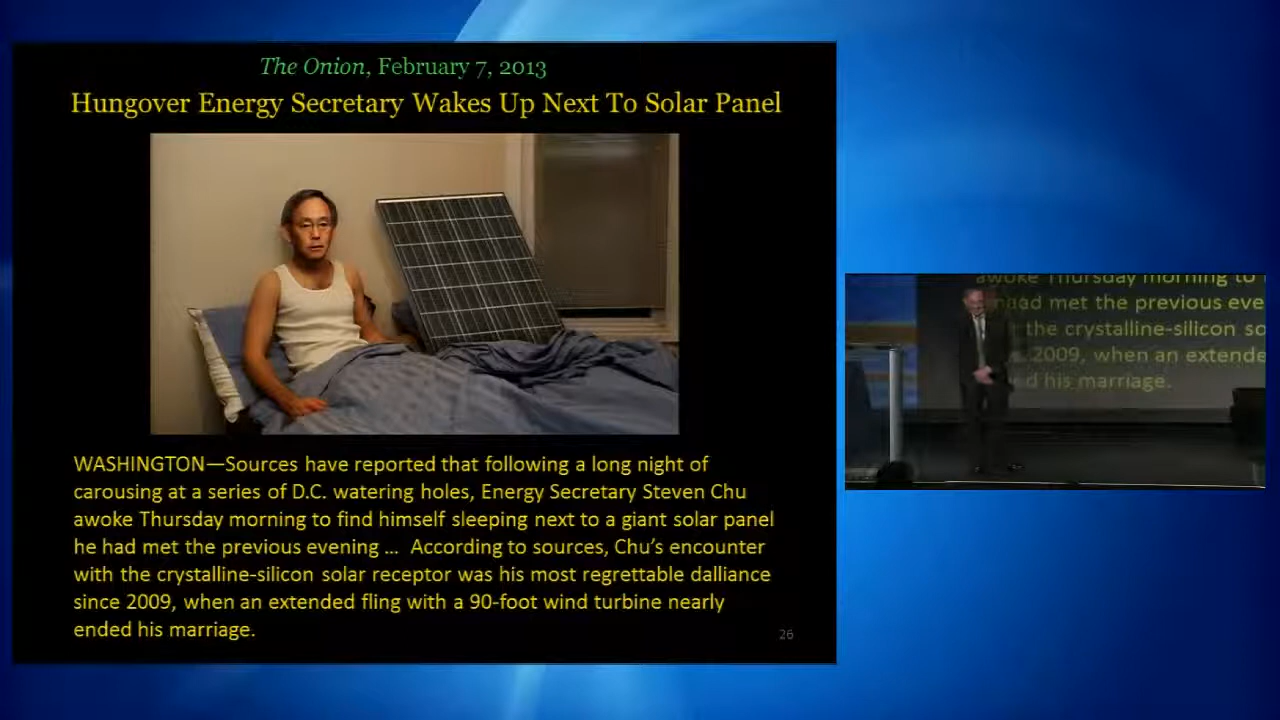 The Onion, February 7, 2013
Hungover Energy Secretary Wakes Up Next To Solar Panel
WASHINGTON—Sources have reported that following a long night of
carousing at a series of D.C. watering holes, Energy Secretary Steven Chu
awoke Thursday morning to find himself sleeping next to a giant solar panel
he had met the previous evening … According to sources, Chu’s encounter
with the crystalline-silicon solar receptor was his most regrettable dalliance
since 2009, when an extended fling with a 90-foot wind turbine nearly
ended his marriage.
26
awoke Thursday morning to
had met the previous eve
the crystalline-silicon so
2009, when an extende
d his marriage.